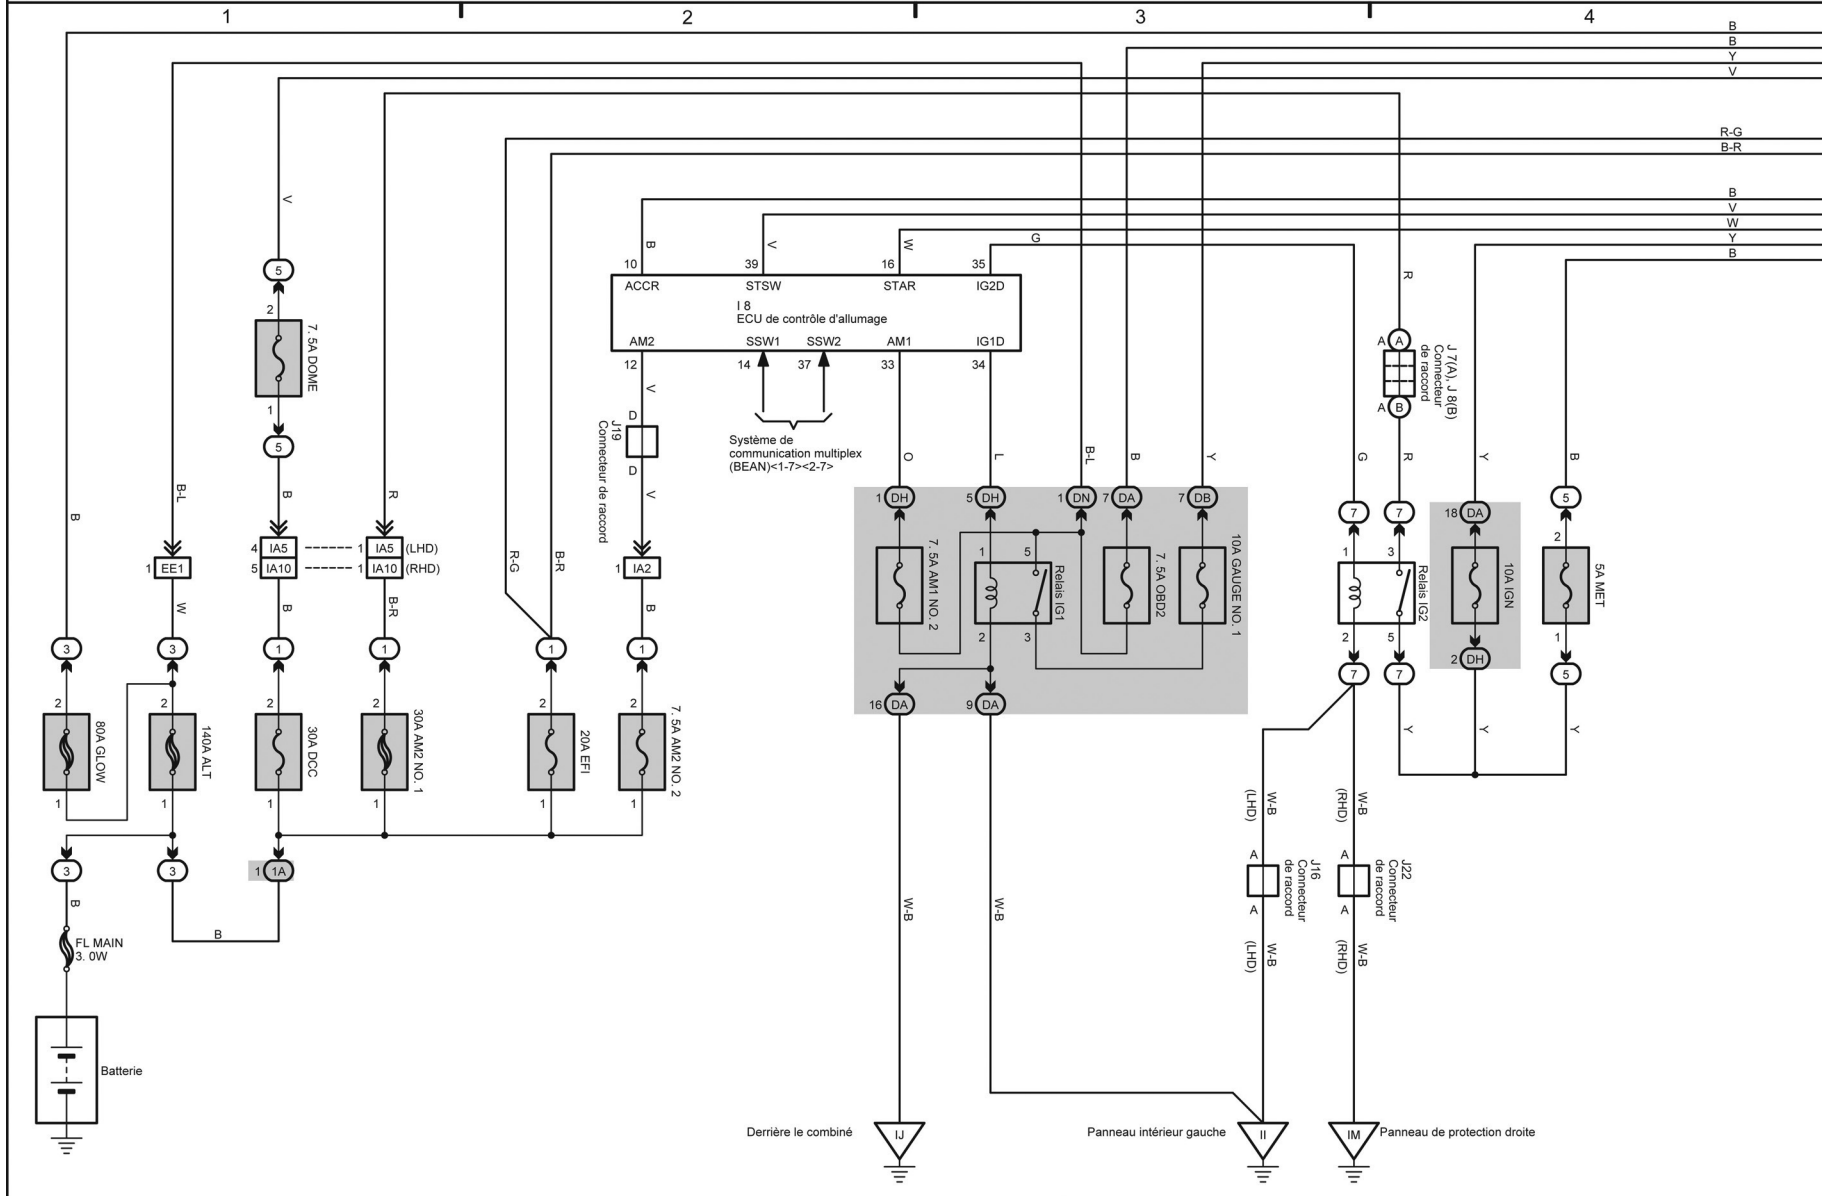 1 2 3 4
B
B
Y
V
R-G
B-R
B
V
W
Y
B
G
V
B V W R
10 39 16 35
ACCR STSW STAR IG2D
I 8
ECU de contrôle d'allumage
AM2 SSW1 SSW2 AM1 IG1D
12 14 37 33 34
5
2
7. 5A DOME
1
5
V
D
J19
Connecteur de raccord
D
V
Système de
communication multiplex
(BEAN)<1-7><2-7>
A A
J 7(A), J 8(B)
Connecteur
de raccord
A B
B B-L B R
O L B-L B Y G R Y B
1 DH 5 DH 1 DN 7 DA 7 DB 7 7 18 DA 5
4 IA5 1 IA5 (LHD)
1 EE1 5 IA10 1 IA10 (RHD) 1 IA2
R-G B-R
W B B-R B
7. 5A AM1 NO. 2
1 5
Relais IG1
2 3
7. 5A OBD2
10A GAUGE NO. 1
1 3
Relais IG2
2 5
10A IGN
2
5A MET
1
3 3 1 1 1 1
16 DA 9 DA 7 7 2 DH 5
2 2 2 2 2 2
80A GLOW
140A ALT
30A DCC
30A AM2 NO. 1
20A EFI
7. 5A AM2 NO. 2
1 1 1 1 1 1
Y Y Y
3 3 1 1A
W-B
(LHD)
W-B
(RHD)
A
J16
Connecteur
de raccord
A
A
J22
Connecteur
de raccord
A
B
B
W-B W-B
W-B
(LHD)
W-B
(RHD)
FL MAIN
3. 0W
Batterie
Derrière le combiné IJ
Panneau intérieur gauche II
IM Panneau de protection droite